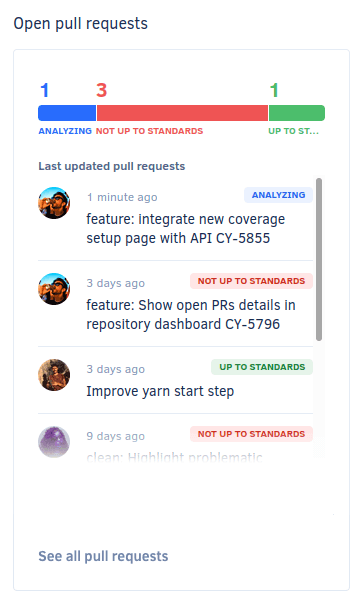 Open pull requests
1 3 1
ANALYZING NOT UP TO STANDARDS UP TO ST...
Last updated pull requests
1 minute ago ANALYZING
feature: integrate new coverage
setup page with API CY-5855
3 days ago NOT UP TO STANDARDS
feature: Show open PRs details in
repository dashboard CY-5796
3 days ago UP TO STANDARDS
Improve yarn start step
9 days ago NOT UP TO STANDARDS
clean: Highlight problematic
See all pull requests